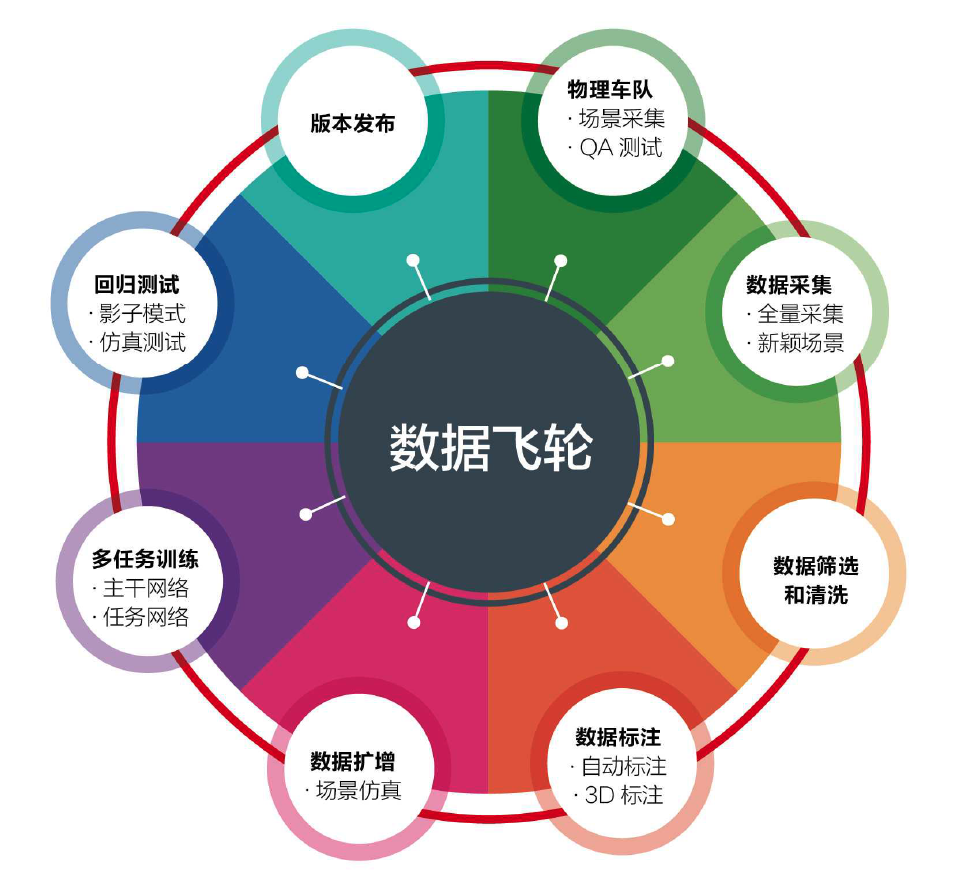 版本发布
物理车队
· 场景采集
· QA 测试
数据采集
· 全量采集
· 新颖场景
数据筛选
和清洗
数据标注
· 自动标注
· 3D 标注
数据扩增
· 场景仿真
多任务训练
· 主干网络
· 任务网络
回归测试
· 影子模式
· 仿真测试
数据飞轮